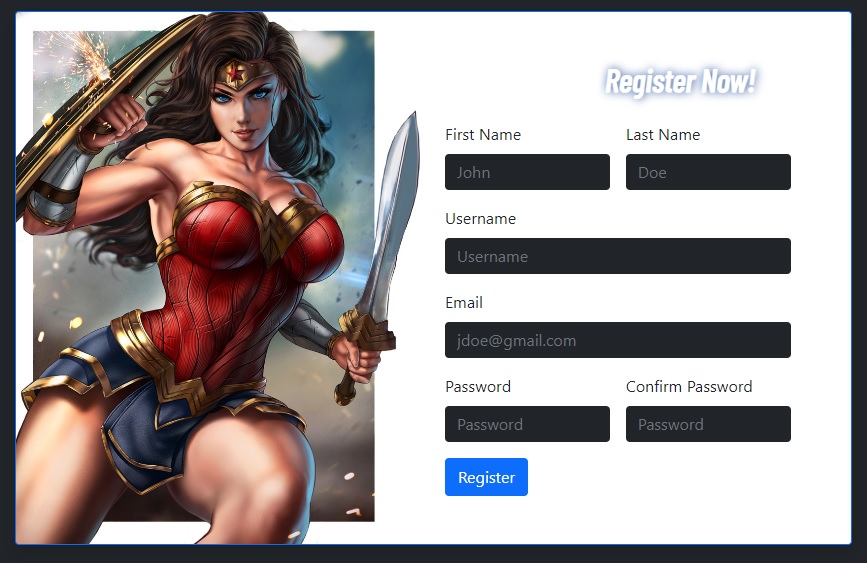 Register Now!
First Name Last Name
John Doe
Username
Username
Email
jdoe@gmail.com
Password Confirm Password
Password Password
Register